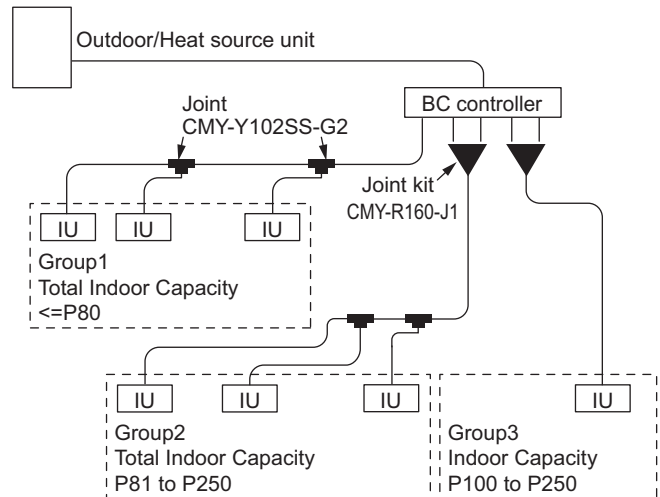 Outdoor/Heat source unit
BC controller
Joint
CMY-Y102SS-G2
Joint kit
CMY-R160-J1
IU
IU
IU
Group1
Total Indoor Capacity
<=P80
IU
IU
IU
Group2
Total Indoor Capacity
P81 to P250
IU
Group3
Indoor Capacity
P100 to P250